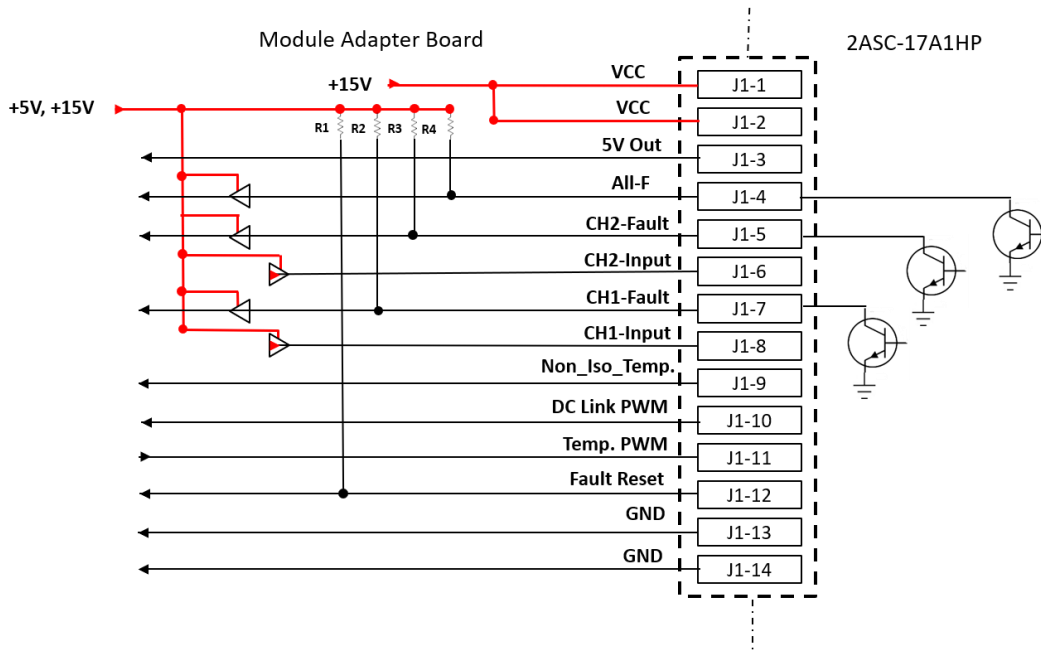 Module Adapter Board
2ASC-17A1HP
+15V
+5V, +15V
R1 R2 R3 R4
VCC J1-1
VCC J1-2
5V Out J1-3
All-F J1-4
CH2-Fault J1-5
CH2-Input J1-6
CH1-Fault J1-7
CH1-Input J1-8
Non_Iso_Temp. J1-9
DC Link PWM J1-10
Temp. PWM J1-11
Fault Reset J1-12
GND J1-13
GND J1-14